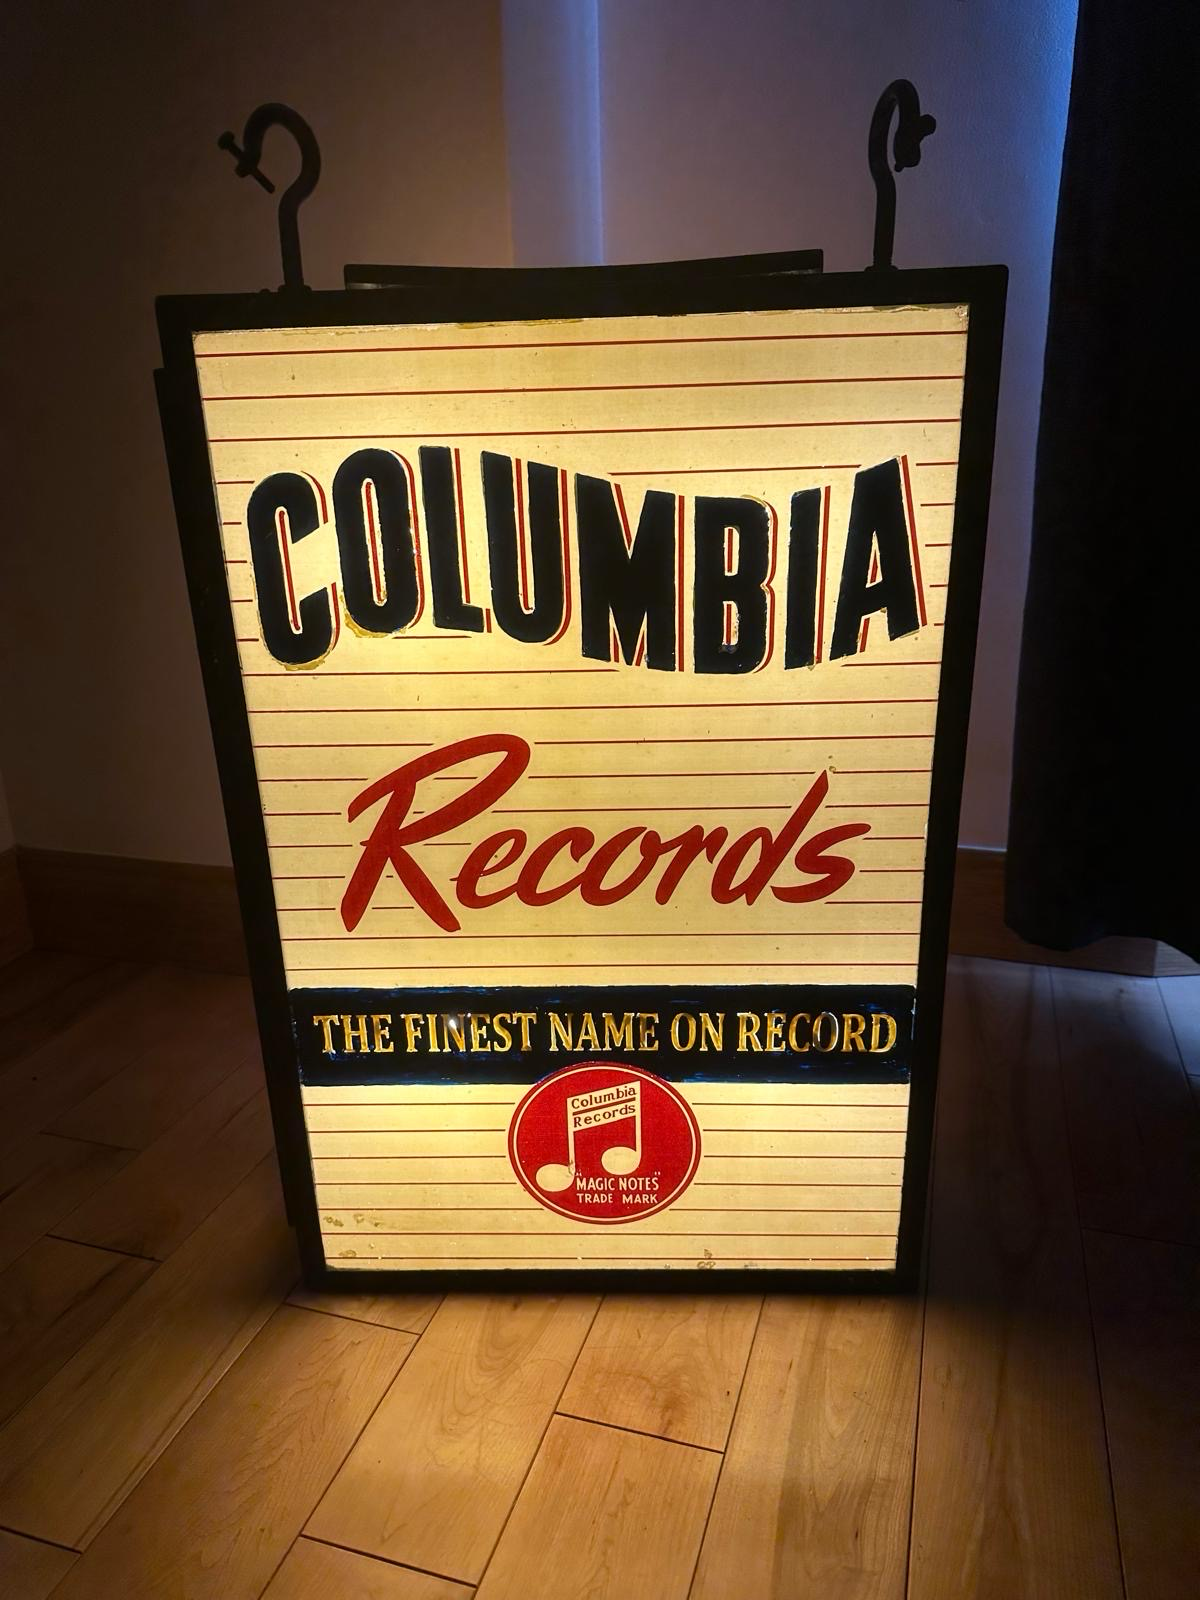 COLUMBIA
Records
THE FINEST NAME ON RECORD
Columbia
Records
"MAGIC NOTES"
TRADE MARK